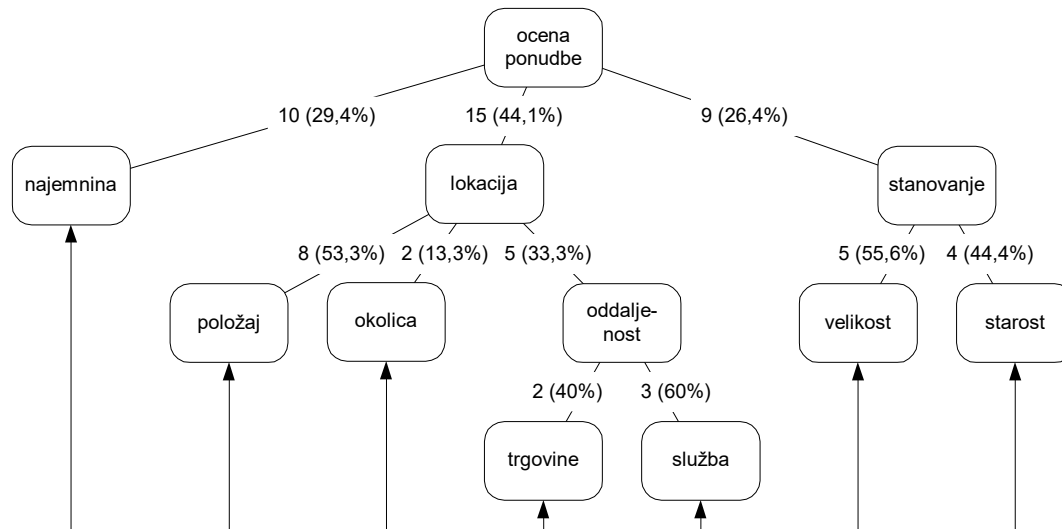 ocena
ponudbe
10 (29,4%)
15 (44,1%)
9 (26,4%)
najemnina
lokacija
stanovanje
8 (53,3%)
2 (13,3%)
5 (33,3%)
5 (55,6%)
4 (44,4%)
položaj
okolica
oddalje-
nost
velikost
starost
2 (40%)
3 (60%)
trgovine
služba